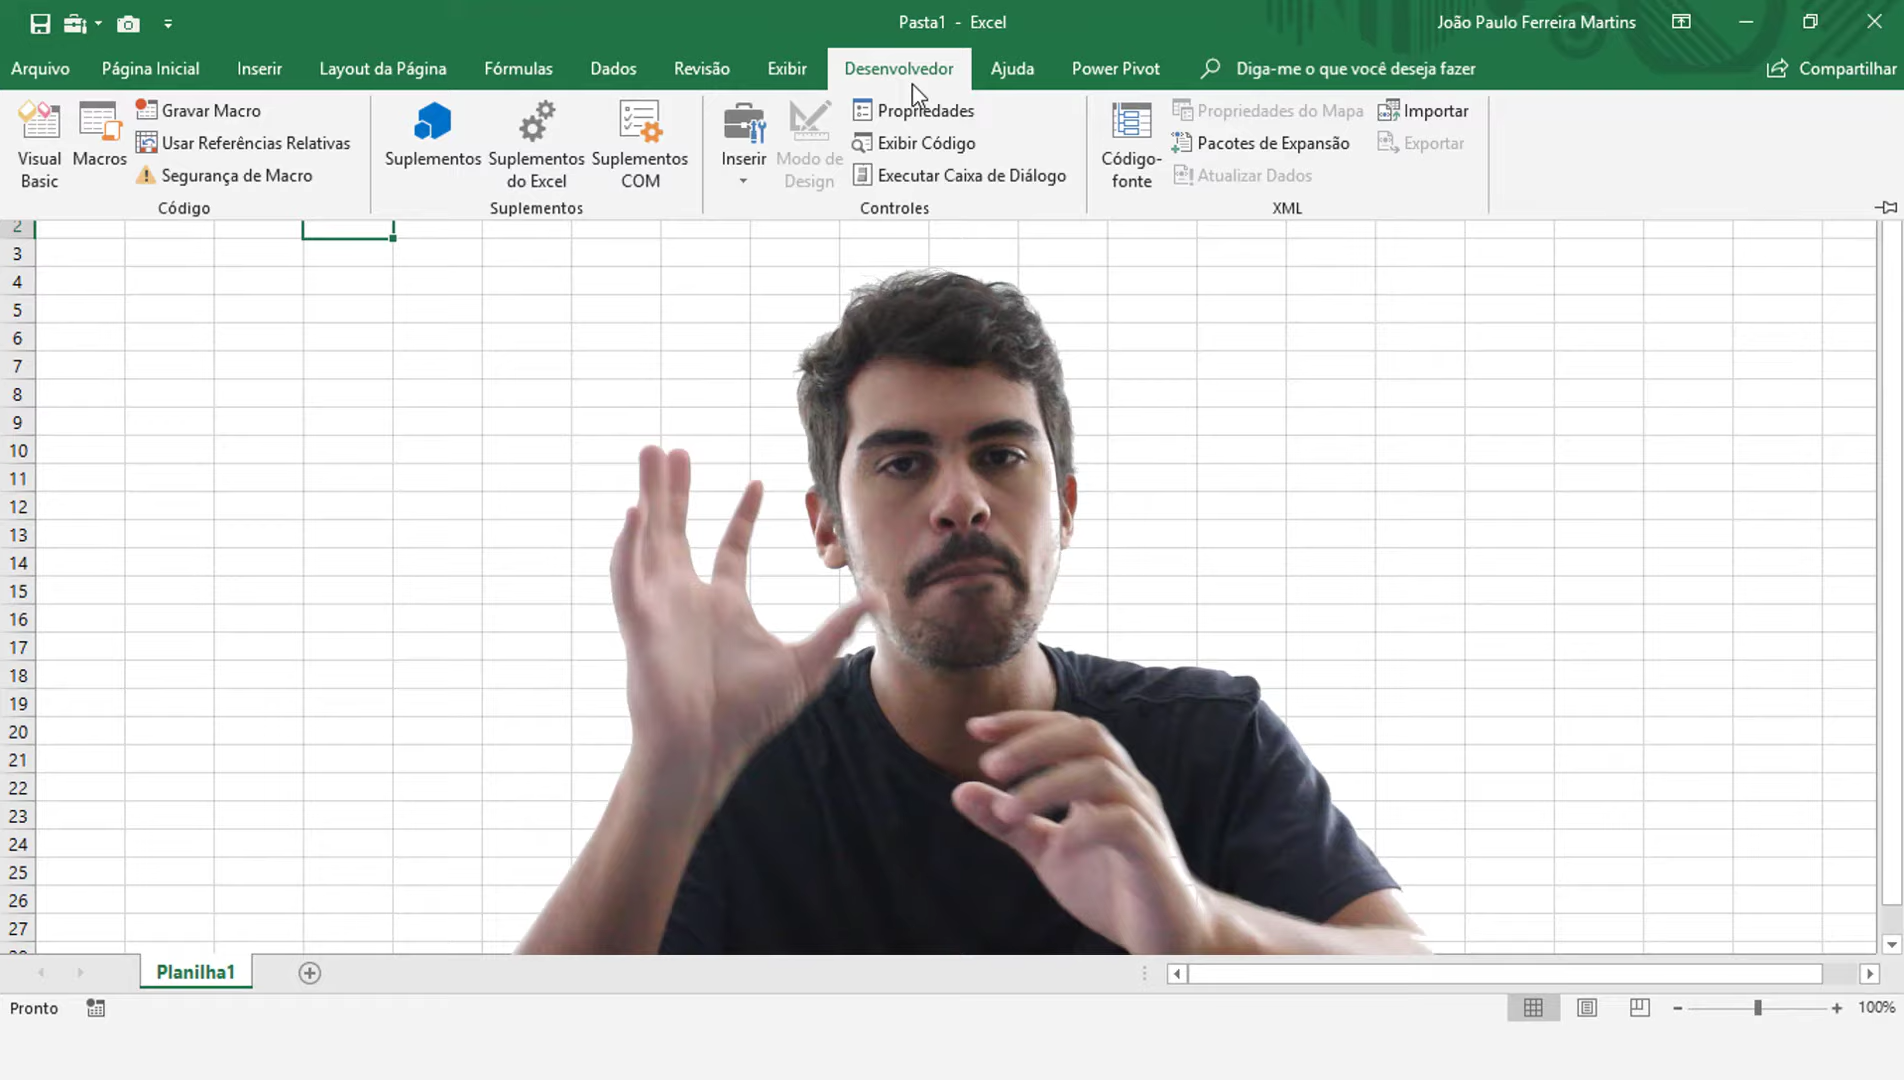 Pasta1 - Excel
João Paulo Ferreira Martins
Arquivo Página Inicial Inserir Layout da Página Fórmulas Dados Revisão Exibir Desenvolvedor Ajuda Power Pivot Diga-me o que você deseja fazer Compartilhar
Visual Basic
Macros
Gravar Macro
Usar Referências Relativas
Segurança de Macro
Código
Suplementos
Suplementos do Excel
Suplementos COM
Suplementos
Inserir
Modo de Design
Propriedades
Exibir Código
Executar Caixa de Diálogo
Controles
Código-fonte
Propriedades do Mapa
Pacotes de Expansão
Atualizar Dados
Importar
Exportar
XML
2
3
4
5
6
7
8
9
10
11
12
13
14
15
16
17
18
19
20
21
22
23
24
25
26
27
Planilha1
Pronto
100%